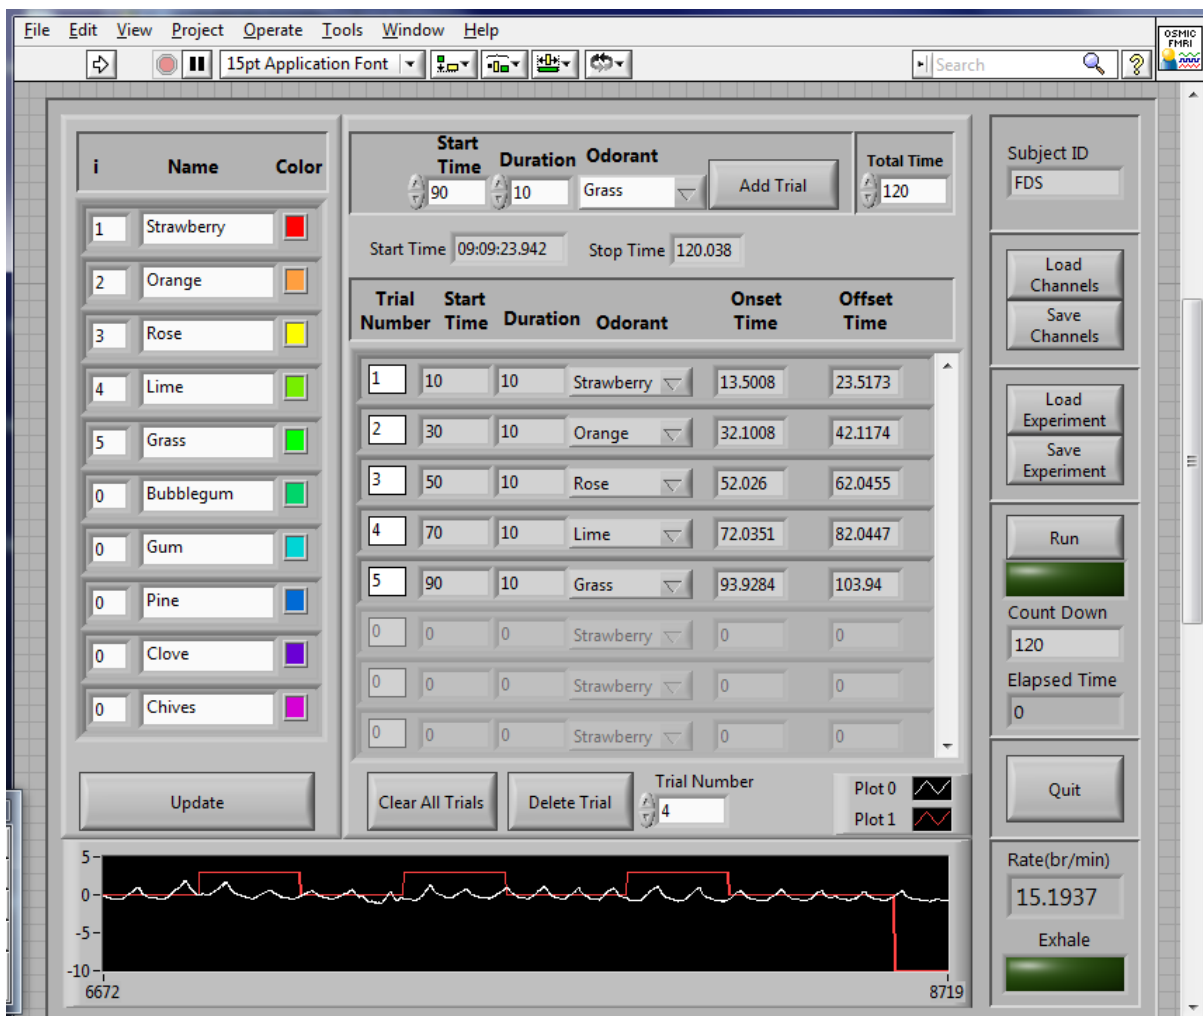 File Edit View Project Operate Tools Window Help
OSMIC
FMRI
15pt Application Font
Search
?
i Name Color
1 Strawberry
2 Orange
3 Rose
4 Lime
5 Grass
0 Bubblegum
0 Gum
0 Pine
0 Clove
0 Chives
Update
Start
Time Duration Odorant
90 10 Grass Add Trial
Total Time
120
Start Time 09:09:23.942 Stop Time 120.038
Trial Start Onset Offset
Number Time Duration Odorant Time Time
1 10 10 Strawberry 13.5008 23.5173
2 30 10 Orange 32.1008 42.1174
3 50 10 Rose 52.026 62.0455
4 70 10 Lime 72.0351 82.0447
5 90 10 Grass 93.9284 103.94
0 0 0 Strawberry 0 0
0 0 0 Strawberry 0 0
0 0 0 Strawberry 0 0
Clear All Trials Delete Trial
Trial Number
4
Plot 0
Plot 1
Subject ID
FDS
Load
Channels
Save
Channels
Load
Experiment
Save
Experiment
Run
Count Down
120
Elapsed Time
0
Quit
Rate(br/min)
15.1937
Exhale
5
0
-5
-10
6672 8719